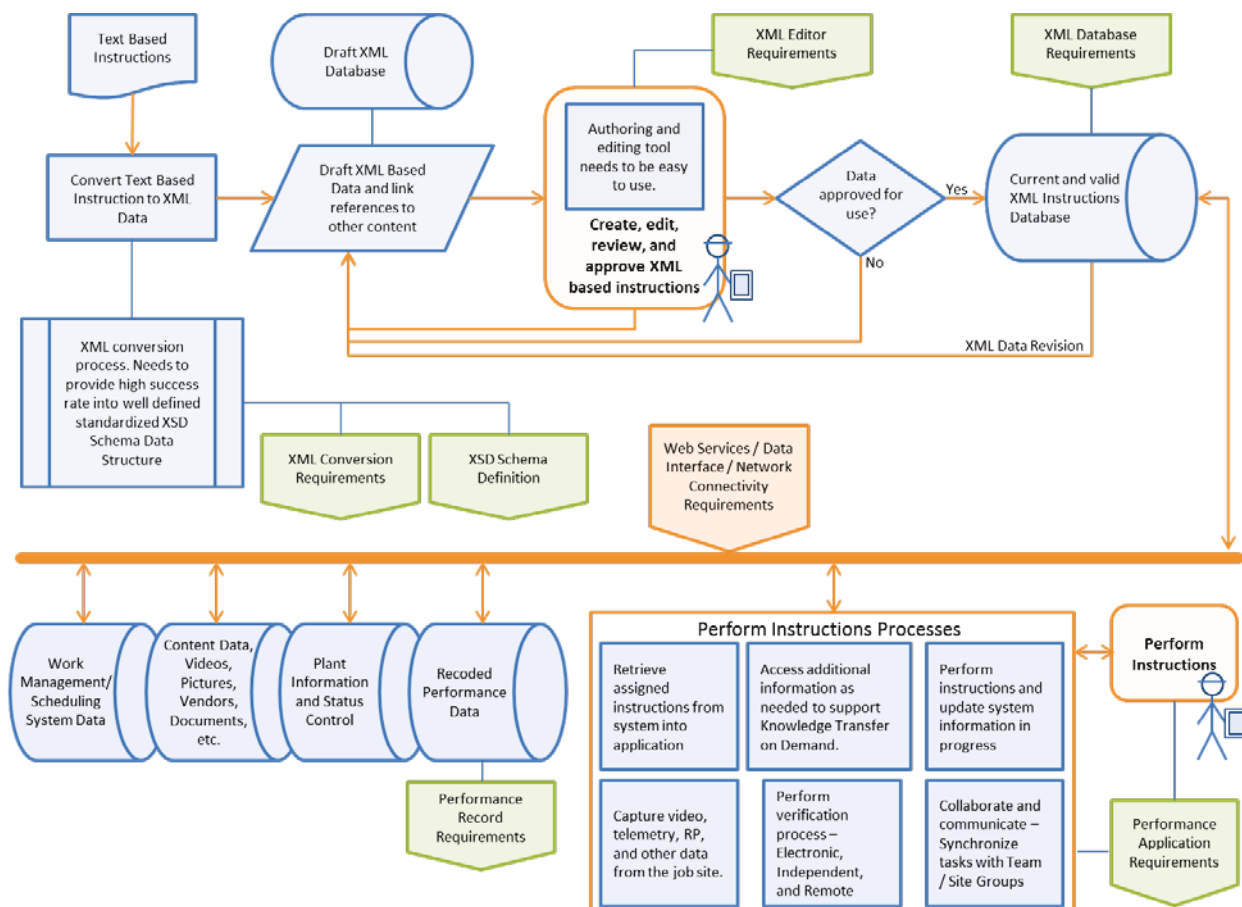 Text Based
Instructions
Draft XML
Database
XML Editor
Requirements
XML Database
Requirements
Convert Text Based
Instruction to XML
Data
Draft XML Based
Data and link
references to
other content
Authoring and
editing tool
needs to be easy
to use.
Create, edit,
review, and
approve XML
based instructions
Data
approved for
use?
Yes
No
Current and valid
XML Instructions
Database
XML Data Revision
XML conversion
process. Needs to
provide high success
rate into well defined
standardized XSD
Schema Data
Structure
XML Conversion
Requirements
XSD Schema
Definition
Web Services / Data
Interface / Network
Connectivity
Requirements
Work
Management/
Scheduling
System Data
Content Data,
Videos,
Pictures,
Vendors,
Documents,
etc.
Plant
Information
and Status
Control
Recoded
Performance
Data
Performance
Record
Requirements
Perform Instructions Processes
Retrieve
assigned
instructions from
system into
application
Access additional
information as
needed to support
Knowledge Transfer
on Demand.
Perform
instructions and
update system
information in
progress
Capture video,
telemetry, RP,
and other data
from the job site.
Perform
verification
process –
Electronic,
Independent,
and Remote
Collaborate and
communicate –
Synchronize
tasks with Team
/ Site Groups
Perform
Instructions
Performance
Application
Requirements